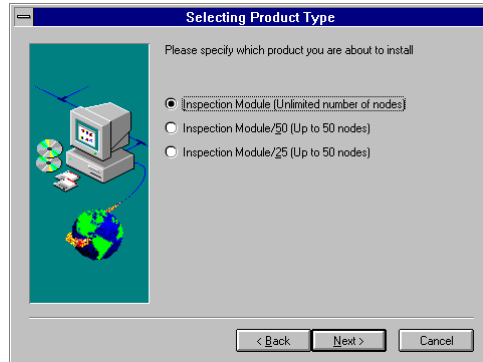 Selecting Product Type
Please specify which product you are about to install
Inspection Module (Unlimited number of nodes)
Inspection Module/50 (Up to 50 nodes)
Inspection Module/25 (Up to 50 nodes)
< Back
Next >
Cancel